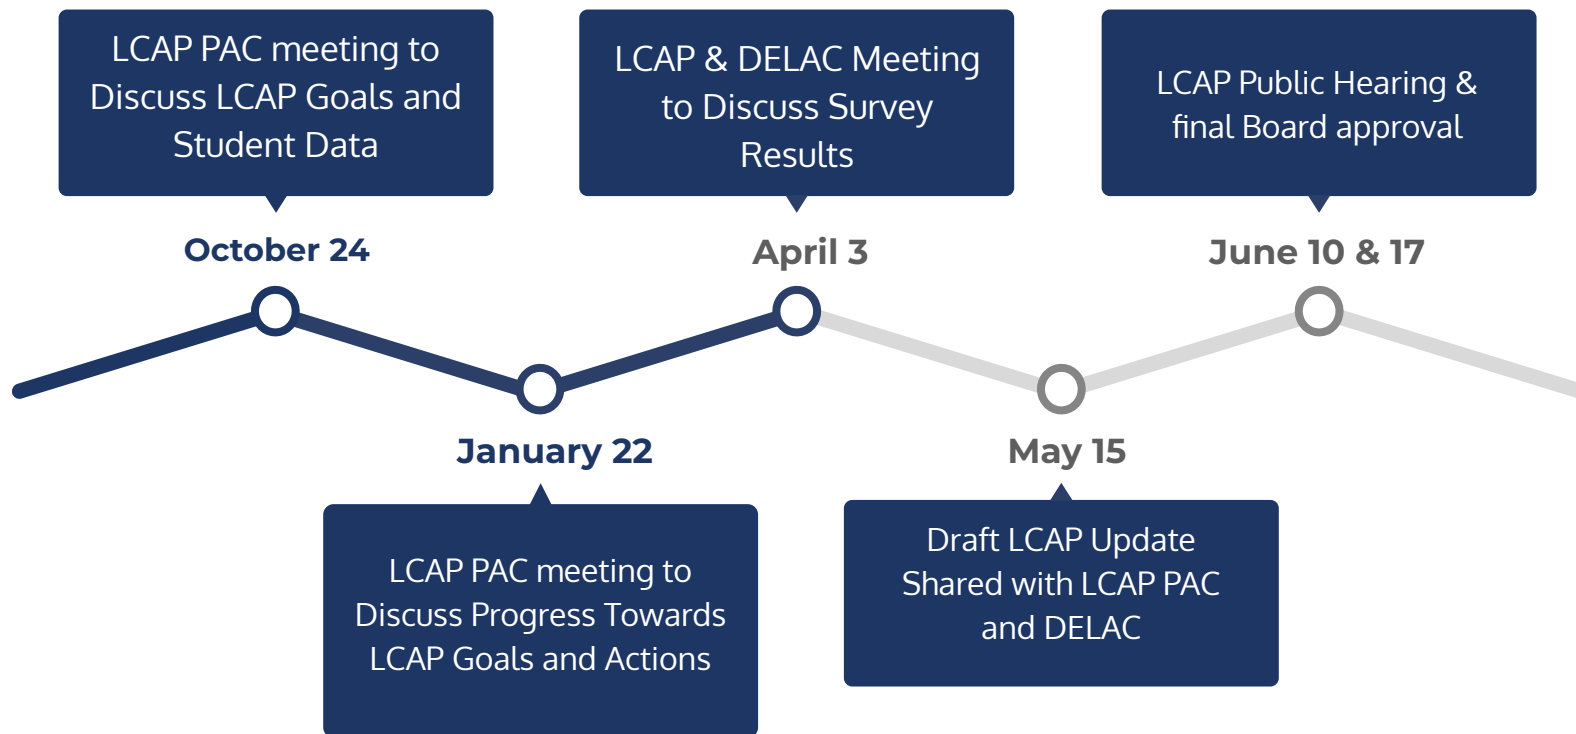 LCAP PAC meeting to
Discuss LCAP Goals and
Student Data
October 24
LCAP & DELAC Meeting
to Discuss Survey
Results
April 3
LCAP Public Hearing &
final Board approval
June 10 & 17
January 22
LCAP PAC meeting to
Discuss Progress Towards
LCAP Goals and Actions
May 15
Draft LCAP Update
Shared with LCAP PAC
and DELAC